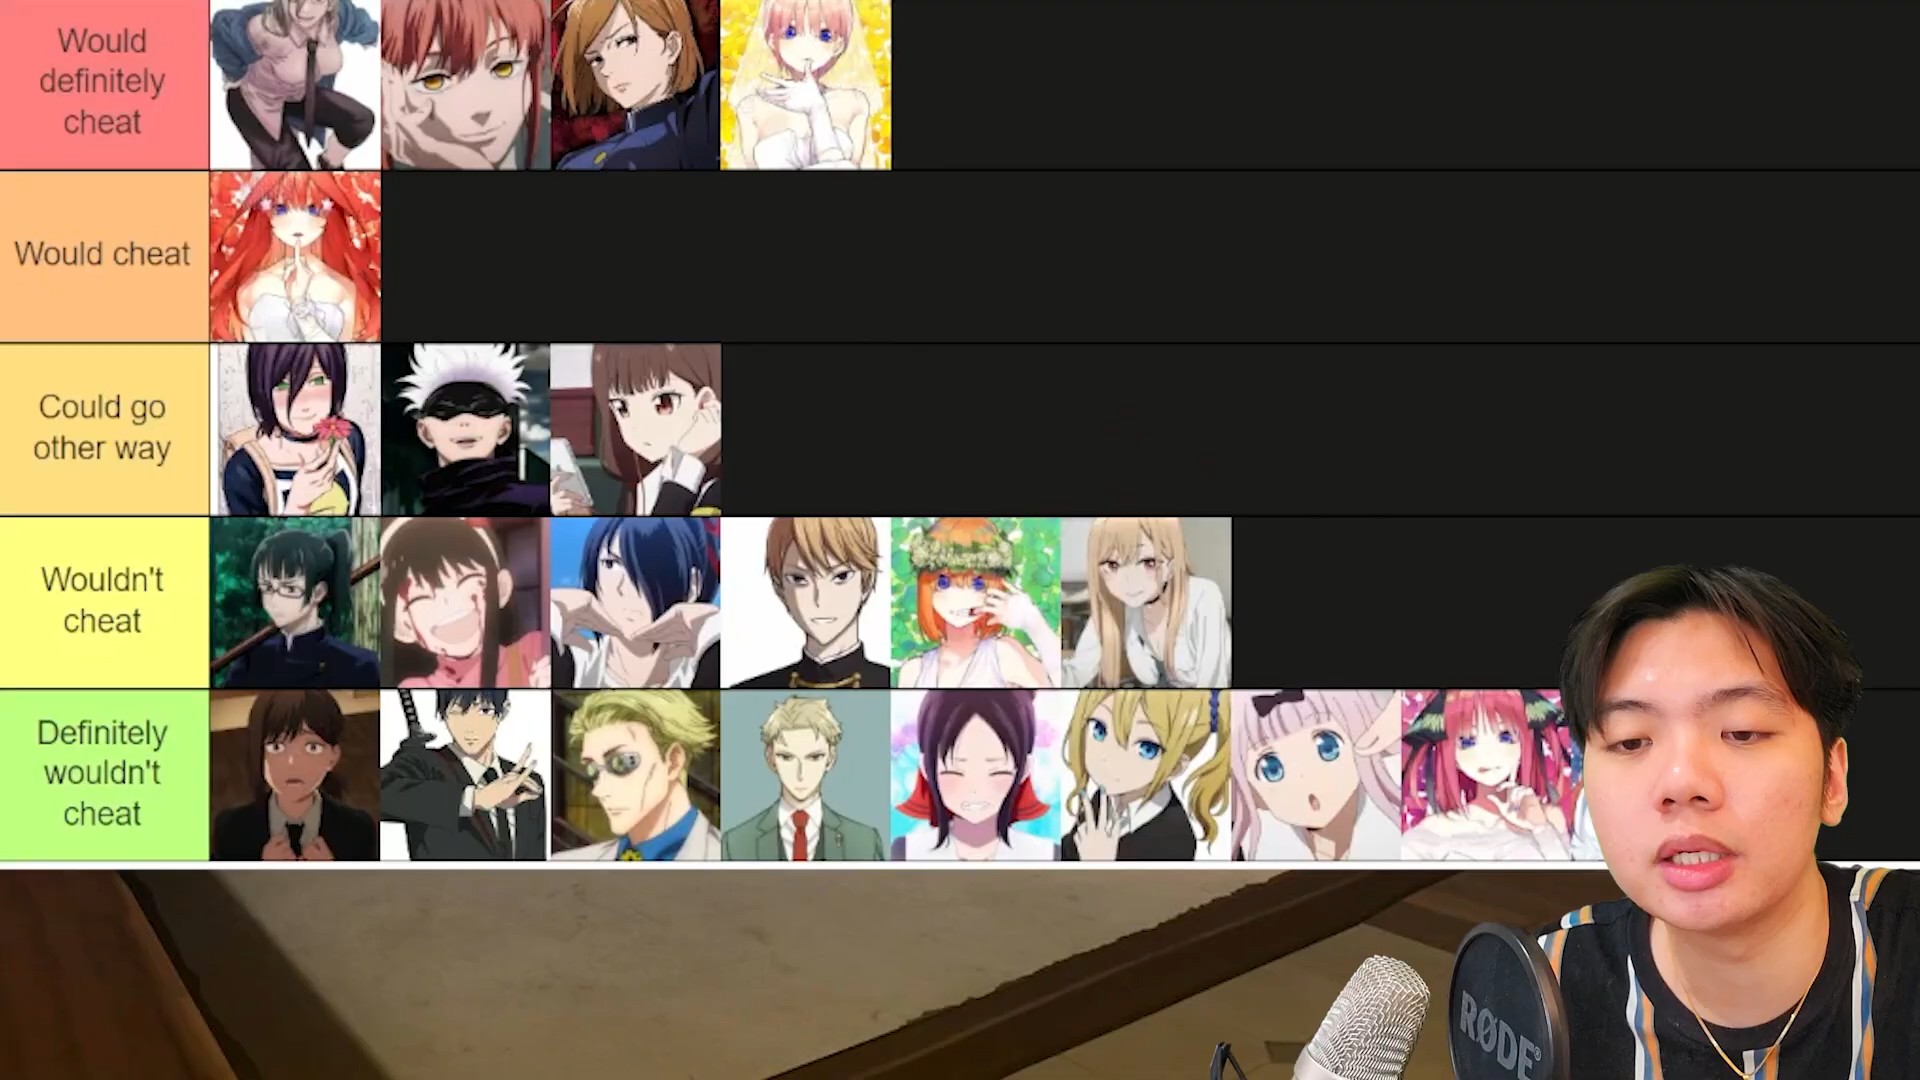 Would
definitely
cheat
Would cheat
Could go
other way
Wouldn't
cheat
Definitely
wouldn't
cheat
RØDE®